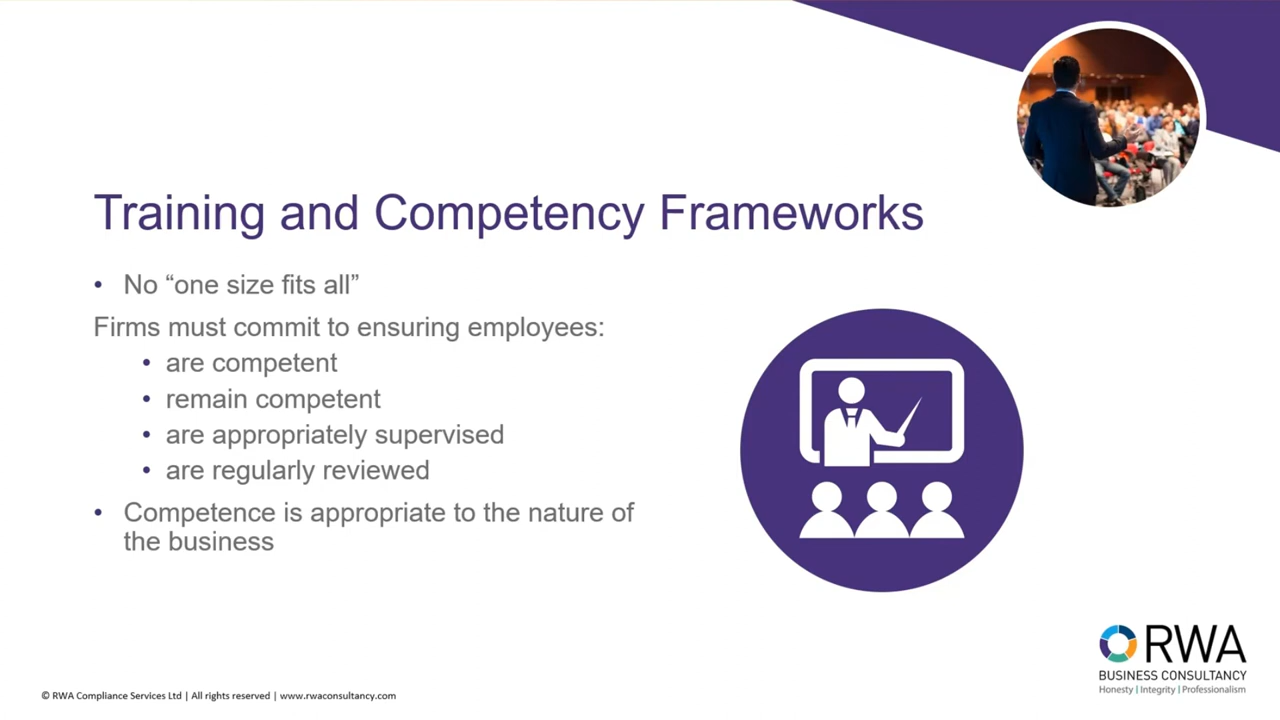 Training and Competency Frameworks
• No “one size fits all”
Firms must commit to ensuring employees:
• are competent
• remain competent
• are appropriately supervised
• are regularly reviewed
• Competence is appropriate to the nature of
the business
RWA
BUSINESS CONSULTANCY
Honesty | Integrity | Professionalism
© RWA Compliance Services Ltd | All rights reserved | www.rwaconsultancy.com